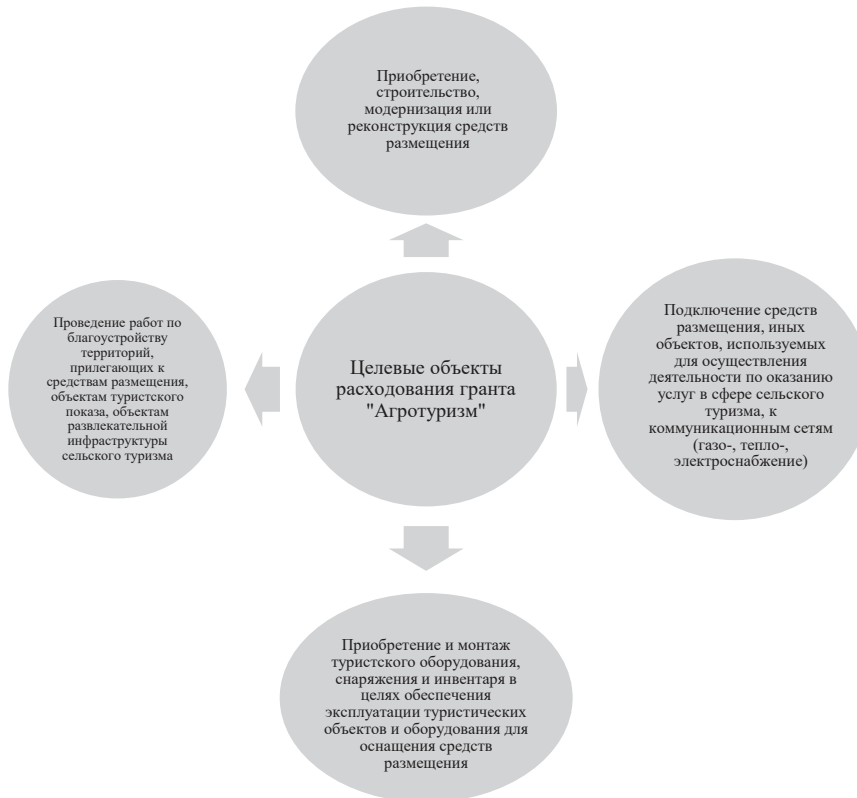 Приобретение,
строительство,
модернизация или
реконструкция средств
размещения
Проведение работ по
благоустройству
территорий,
прилегающих к
средствам размещения,
объектам туристского
показа, объектам
развлекательной
инфраструктуры
сельского туризма
Целевые объекты
расходования гранта
"Агротуризм"
Подключение средств
размещения, иных
объектов, используемых
для осуществления
деятельности по оказанию
услуг в сфере сельского
туризма, к
коммуникационным сетям
(газо-, тепло-,
электроснабжение)
Приобретение и монтаж
туристского оборудования,
снаряжения и инвентаря в
целях обеспечения
эксплуатации туристических
объектов и оборудования для
оснащения средств
размещения